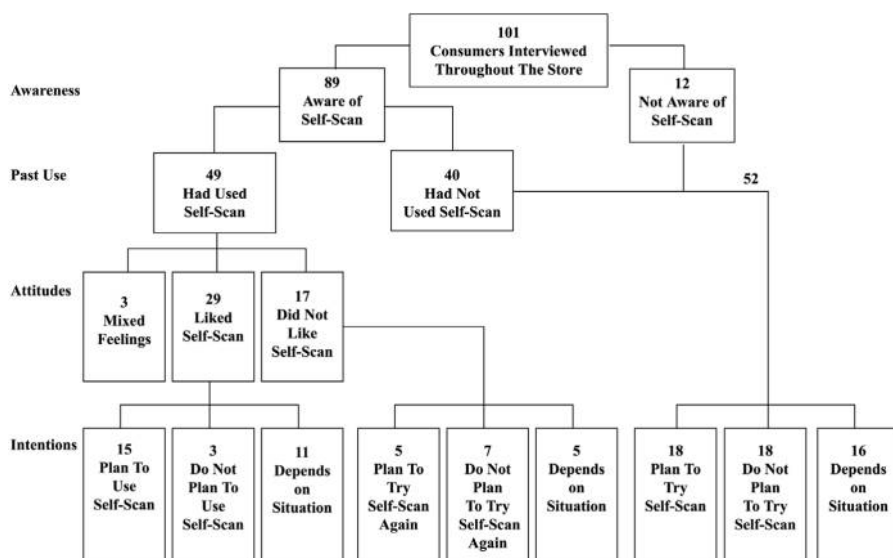 101
Consumers Interviewed
Throughout The Store
Awareness
89
Aware of
Self-Scan
12
Not Aware of
Self-Scan
Past Use
49
Had Used
Self-Scan
40
Had Not
Used Self-Scan
52
Attitudes
3
Mixed
Feelings
29
Liked
Self-Scan
17
Did Not
Like
Self-Scan
Intentions
15
Plan To
Use
Self-Scan
3
Do Not
Plan To
Use
Self-Scan
11
Depends
on
Situation
5
Plan To
Try
Self-Scan
Again
7
Do Not
Plan
To Try
Self-Scan
Again
5
Depends
on
Situation
18
Plan To
Try
Self-Scan
18
Do Not
Plan
To Try
Self-Scan
16
Depends
on
Situation